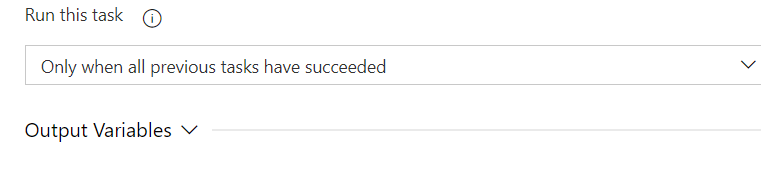 Run this task
Only when all previous tasks have succeeded
Output Variables